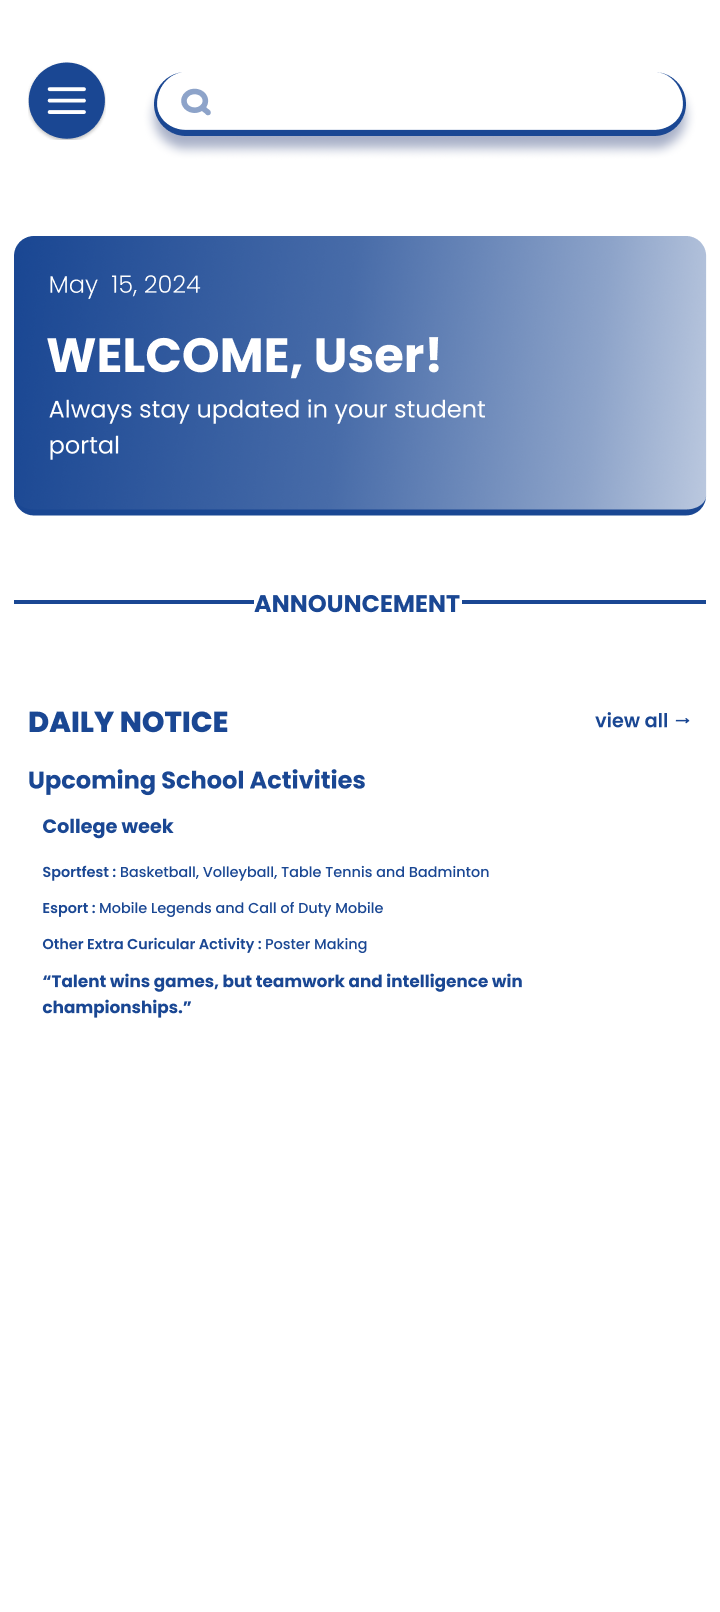 May 15, 2024
WELCOME, User!
Always stay updated in your student
portal
ANNOUNCEMENT
DAILY NOTICE
view all →
Upcoming School Activities
College week
Sportfest : Basketball, Volleyball, Table Tennis and Badminton
Esport : Mobile Legends and Call of Duty Mobile
Other Extra Curicular Activity : Poster Making
“Talent wins games, but teamwork and intelligence win
championships.”